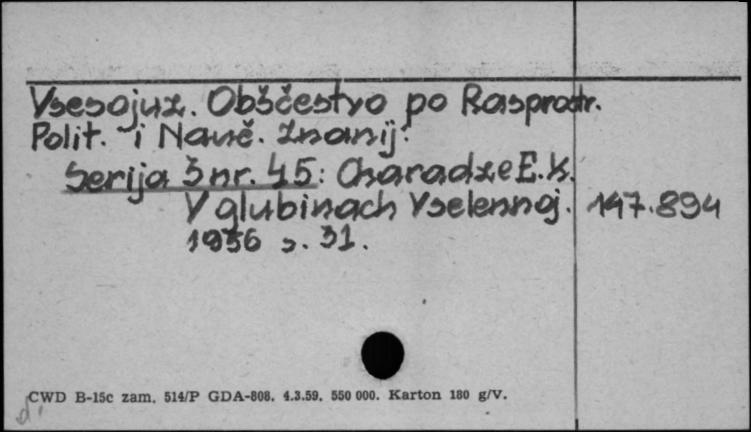 Vsesojuz. Obščestvo po Rasprostr.
Polit. i Nauč. Znanij.
Serija 3 nr. 45: Charadze E. K.
V glubinach Vselennoj. 147.894
1956 s. 31.
CWD B-15c zam. 514/P GDA-808. 4.3.59. 550 000. Karton 180 g/V.